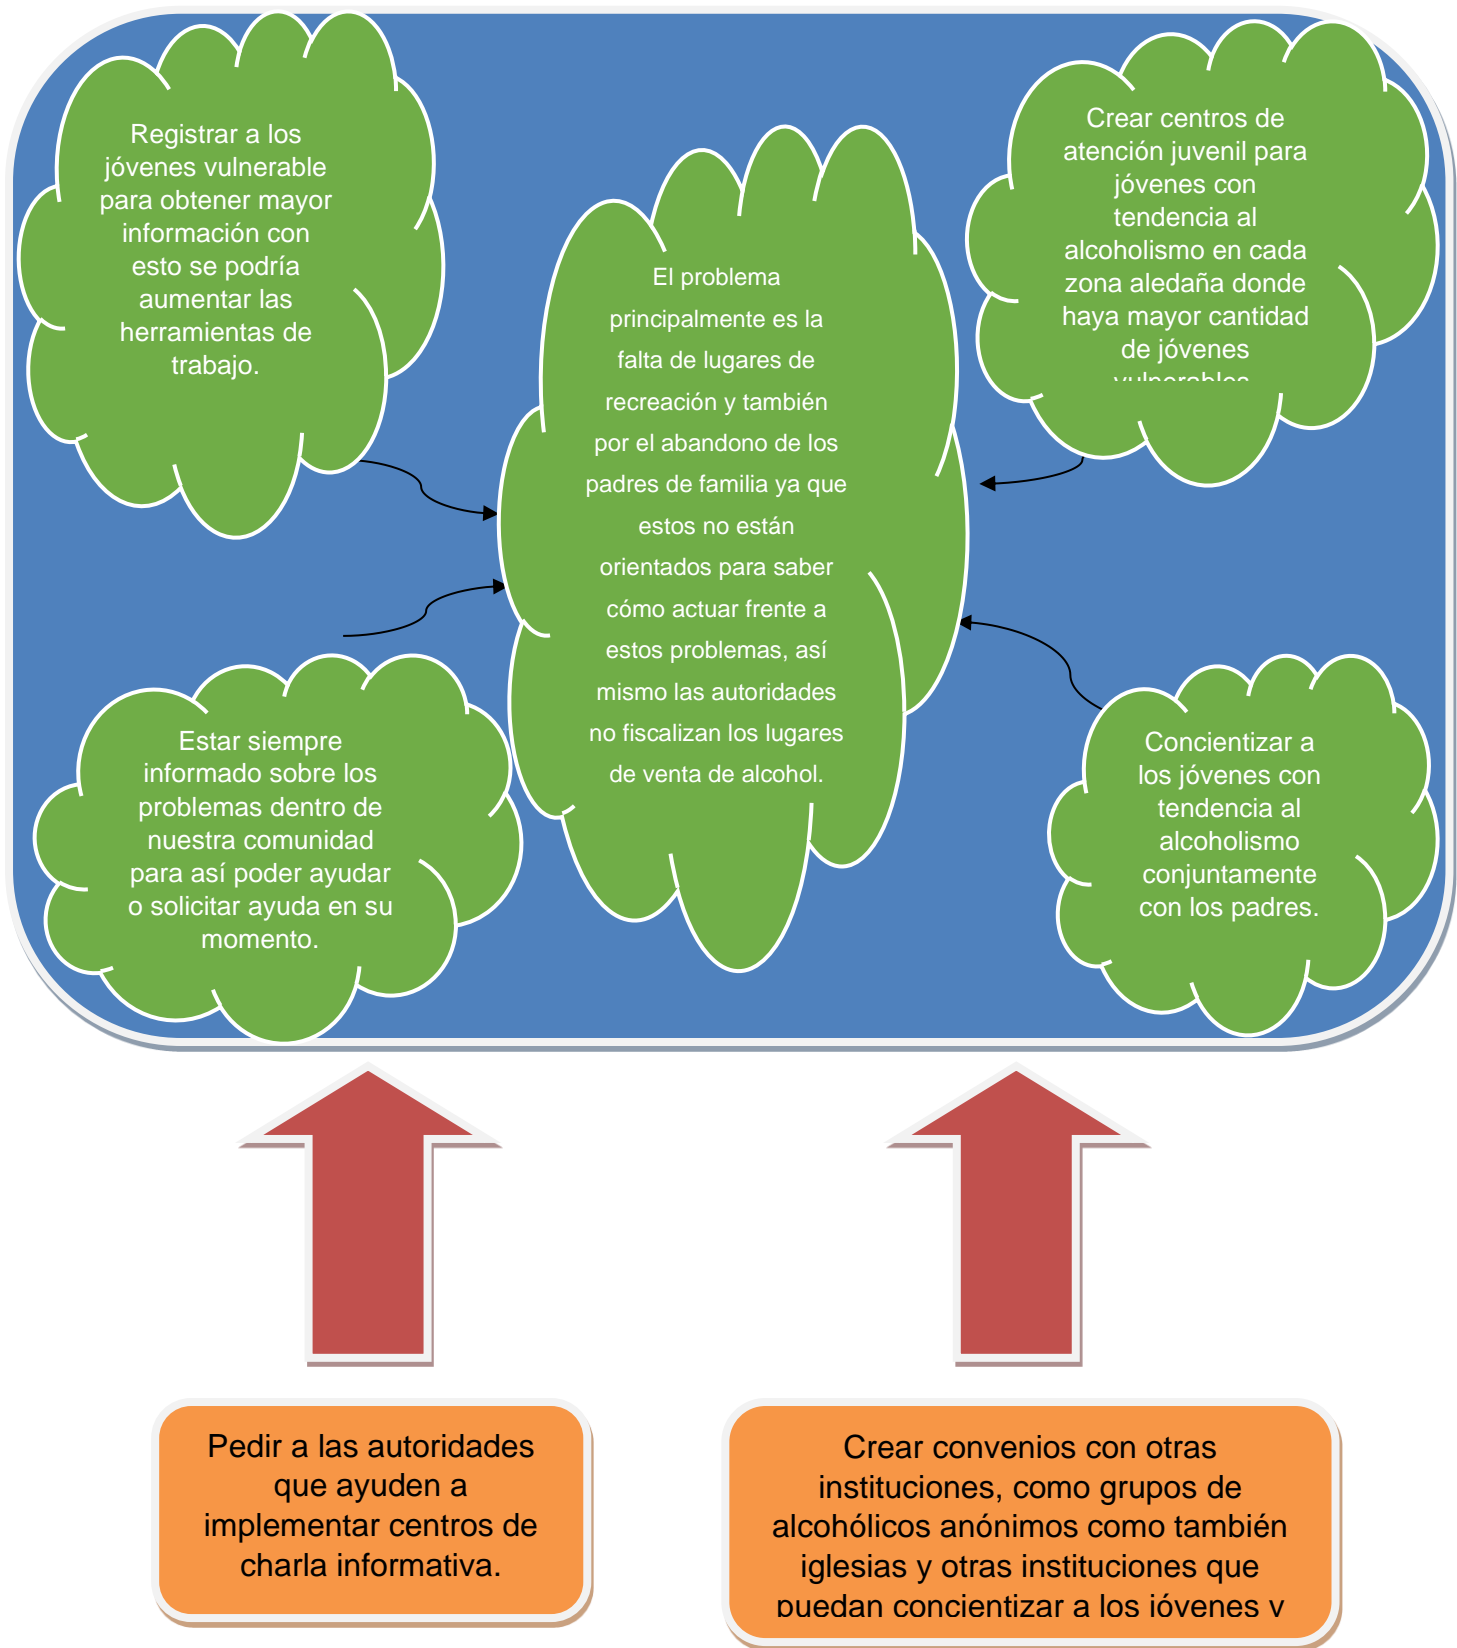 Registrar a los
jóvenes vulnerable
para obtener mayor
información con
esto se podría
aumentar las
herramientas de
trabajo.
Crear centros de
atención juvenil para
jóvenes con
tendencia al
alcoholismo en cada
zona aledaña donde
haya mayor cantidad
de jóvenes
vulnerables
El problema
principalmente es la
falta de lugares de
recreación y también
por el abandono de los
padres de familia ya que
estos no están
orientados para saber
cómo actuar frente a
estos problemas, así
mismo las autoridades
no fiscalizan los lugares
de venta de alcohol.
Estar siempre
informado sobre los
problemas dentro de
nuestra comunidad
para así poder ayudar
o solicitar ayuda en su
momento.
Concientizar a
los jóvenes con
tendencia al
alcoholismo
conjuntamente
con los padres.
Pedir a las autoridades
que ayuden a
implementar centros de
charla informativa.
Crear convenios con otras
instituciones, como grupos de
alcohólicos anónimos como también
iglesias y otras instituciones que
puedan concientizar a los jóvenes y